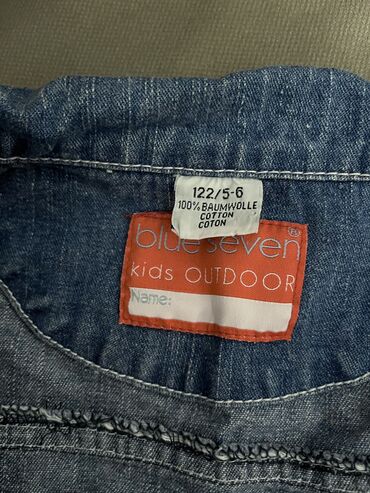 122/5-6
100% BAUMWOLLE
COTTON
COTON
blue seven
kids OUTDOOR
Name: